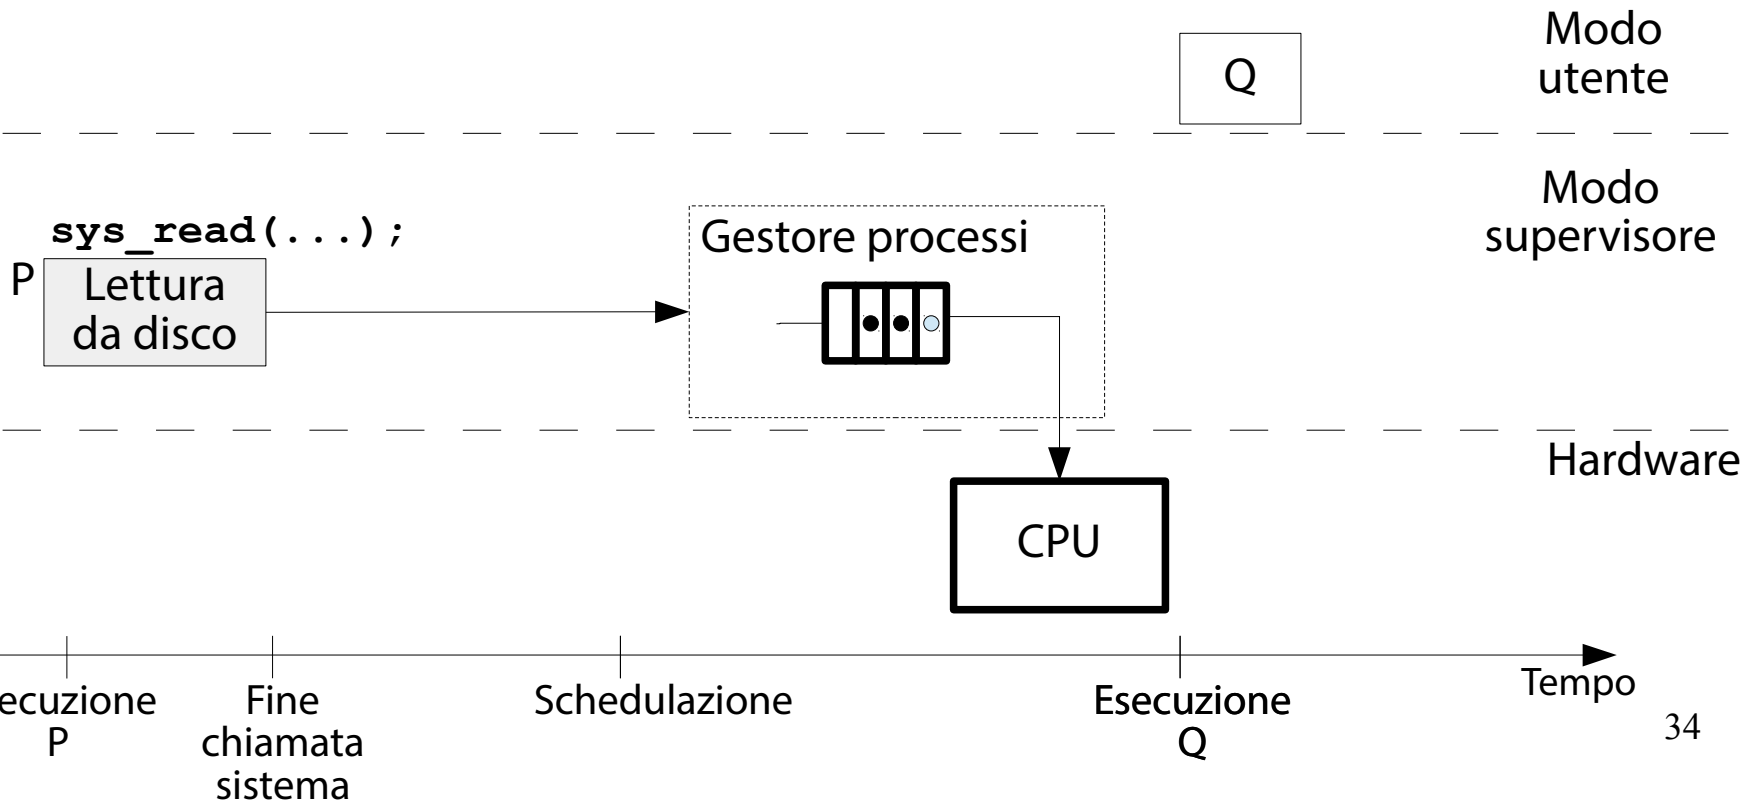 Modo
utente
Q
Modo
supervisore
sys_read(...);
Gestore processi
P
Lettura
da disco
Hardware
CPU
Tempo
ecuzione
P
Fine
chiamata
sistema
Schedulazione
Esecuzione
Q
34